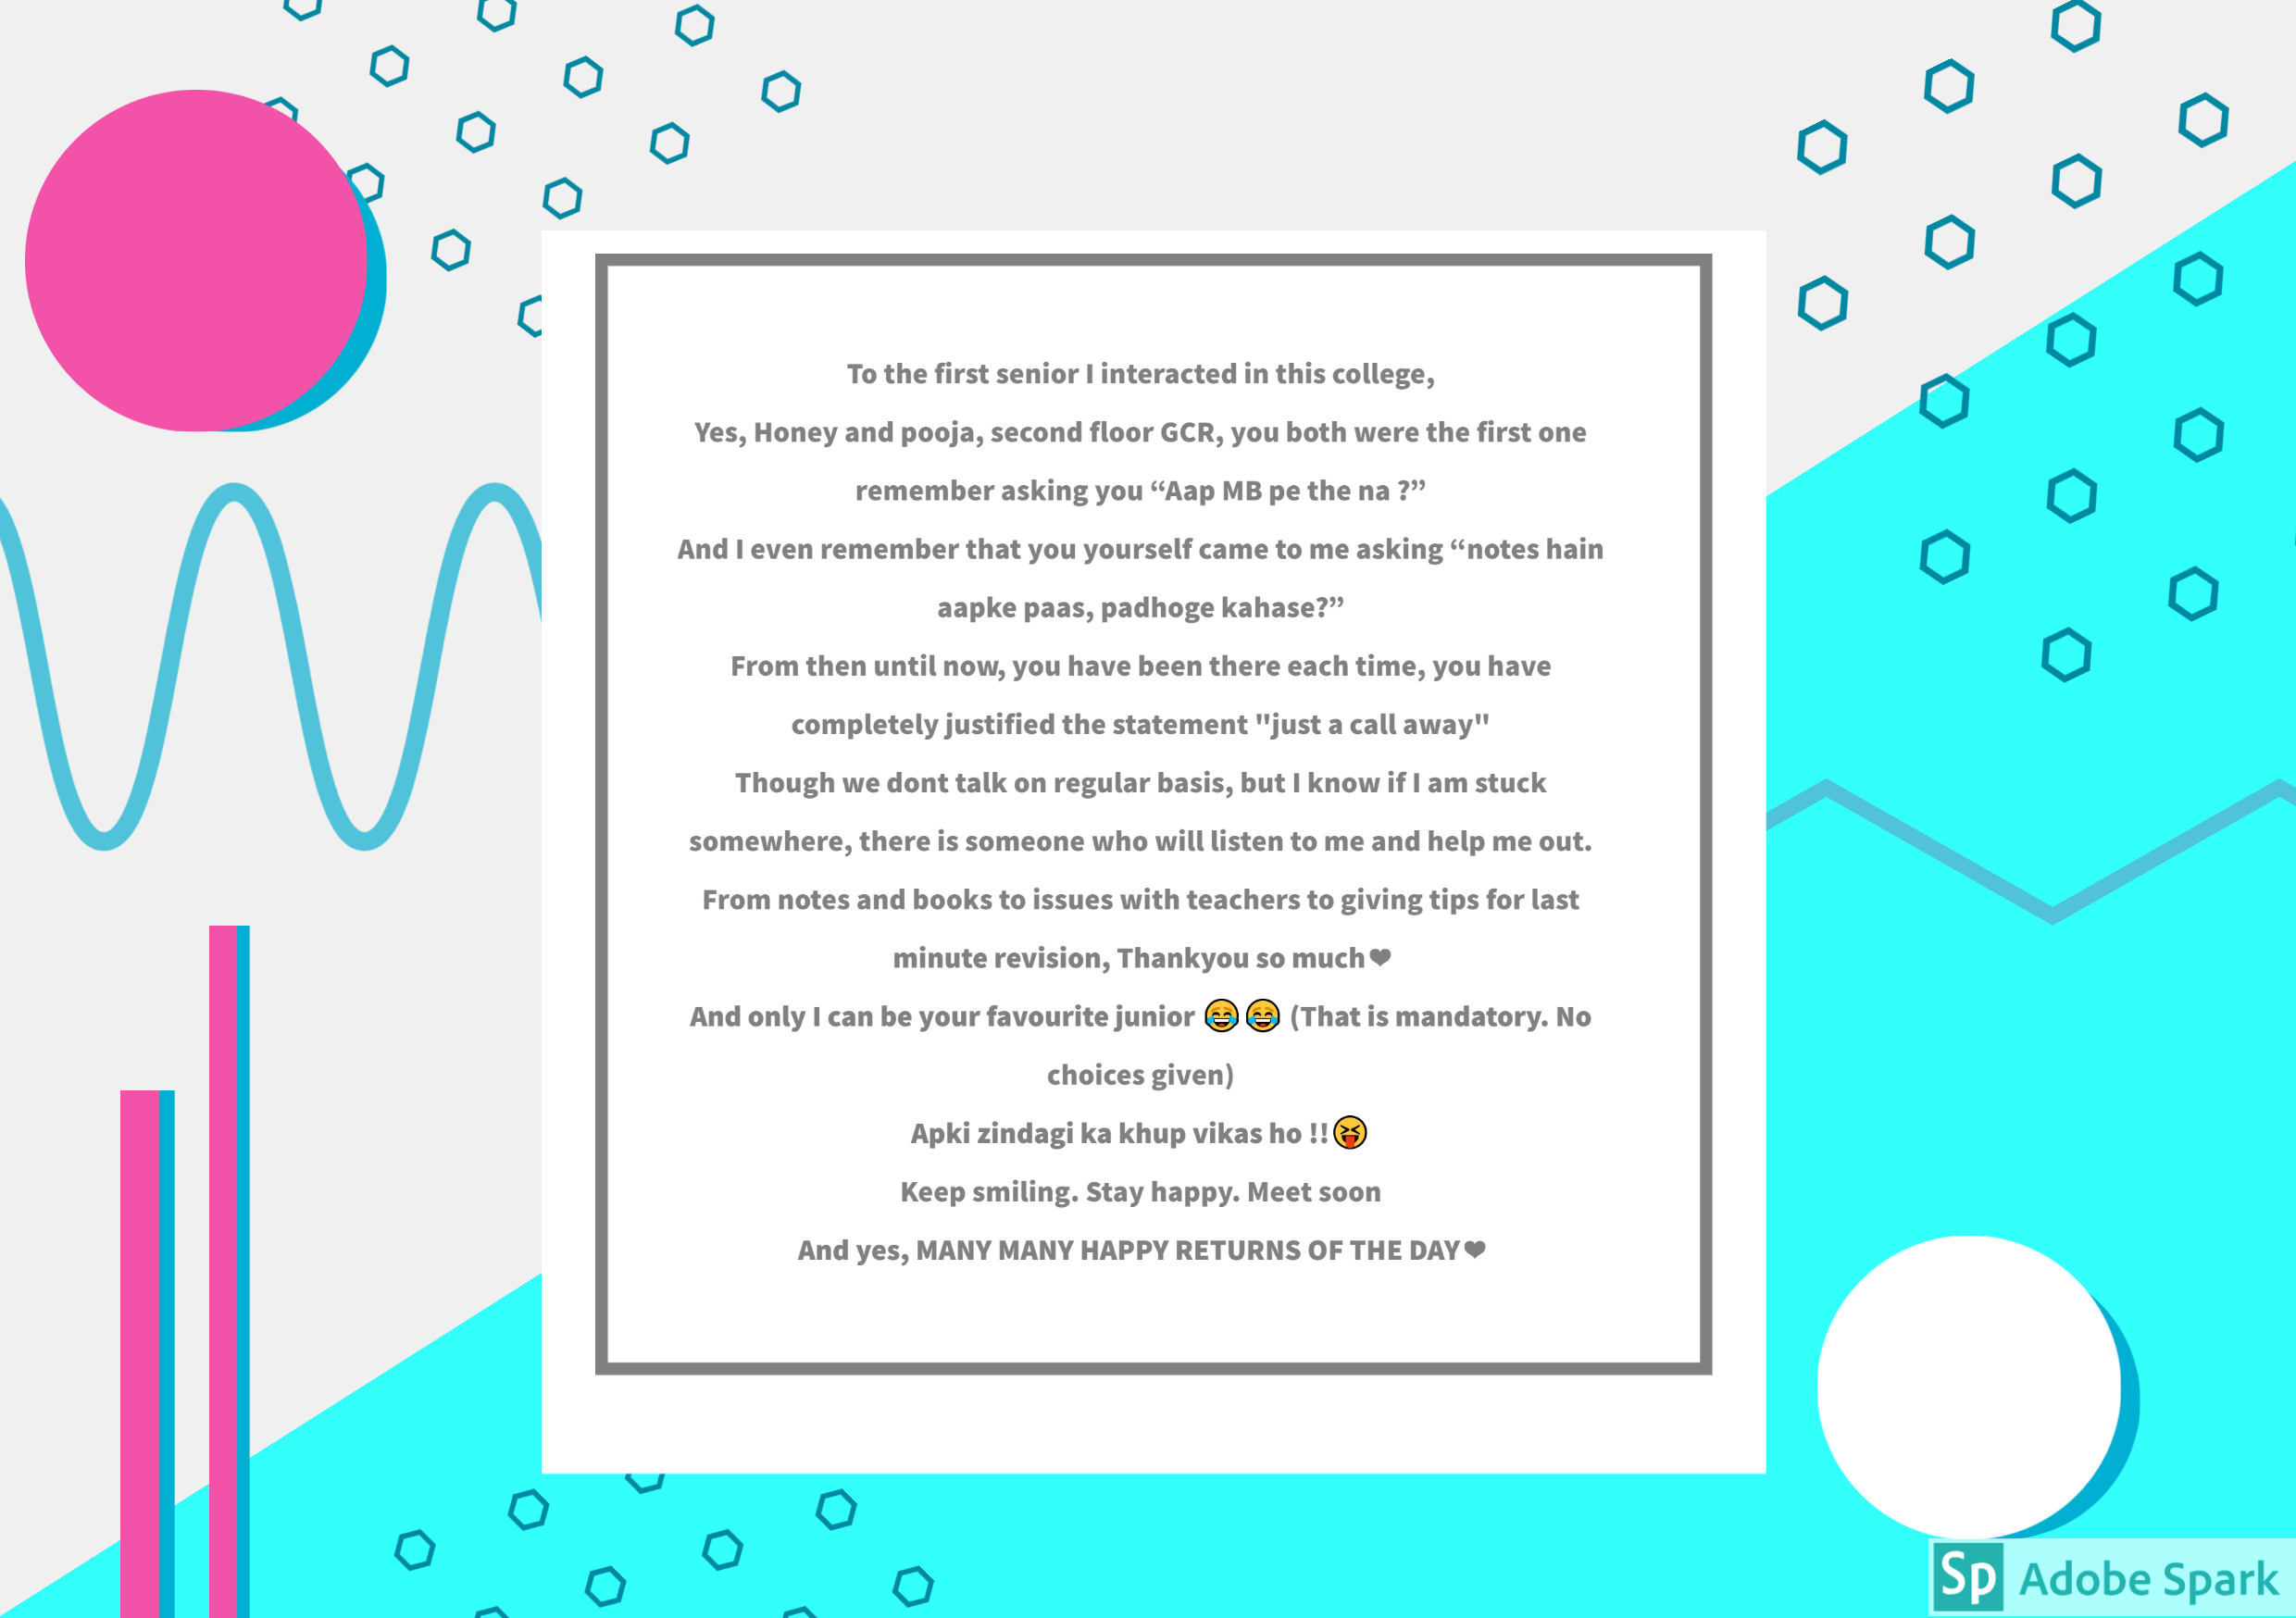 To the first senior I interacted in this college,
Yes, Honey and pooja, second floor GCR, you both were the first one
remember asking you “Aap MB pe the na ?”
And I even remember that you yourself came to me asking “notes hain
aapke paas, padhoge kahase?”
From then until now, you have been there each time, you have
completely justified the statement "just a call away"
Though we dont talk on regular basis, but I know if I am stuck
somewhere, there is someone who will listen to me and help me out.
From notes and books to issues with teachers to giving tips for last
minute revision, Thankyou so much❤
And only I can be your favourite junior 😂😂 (That is mandatory. No
choices given)
Apki zindagi ka khup vikas ho !!😝
Keep smiling. Stay happy. Meet soon
And yes, MANY MANY HAPPY RETURNS OF THE DAY❤
Sp Adobe Spark